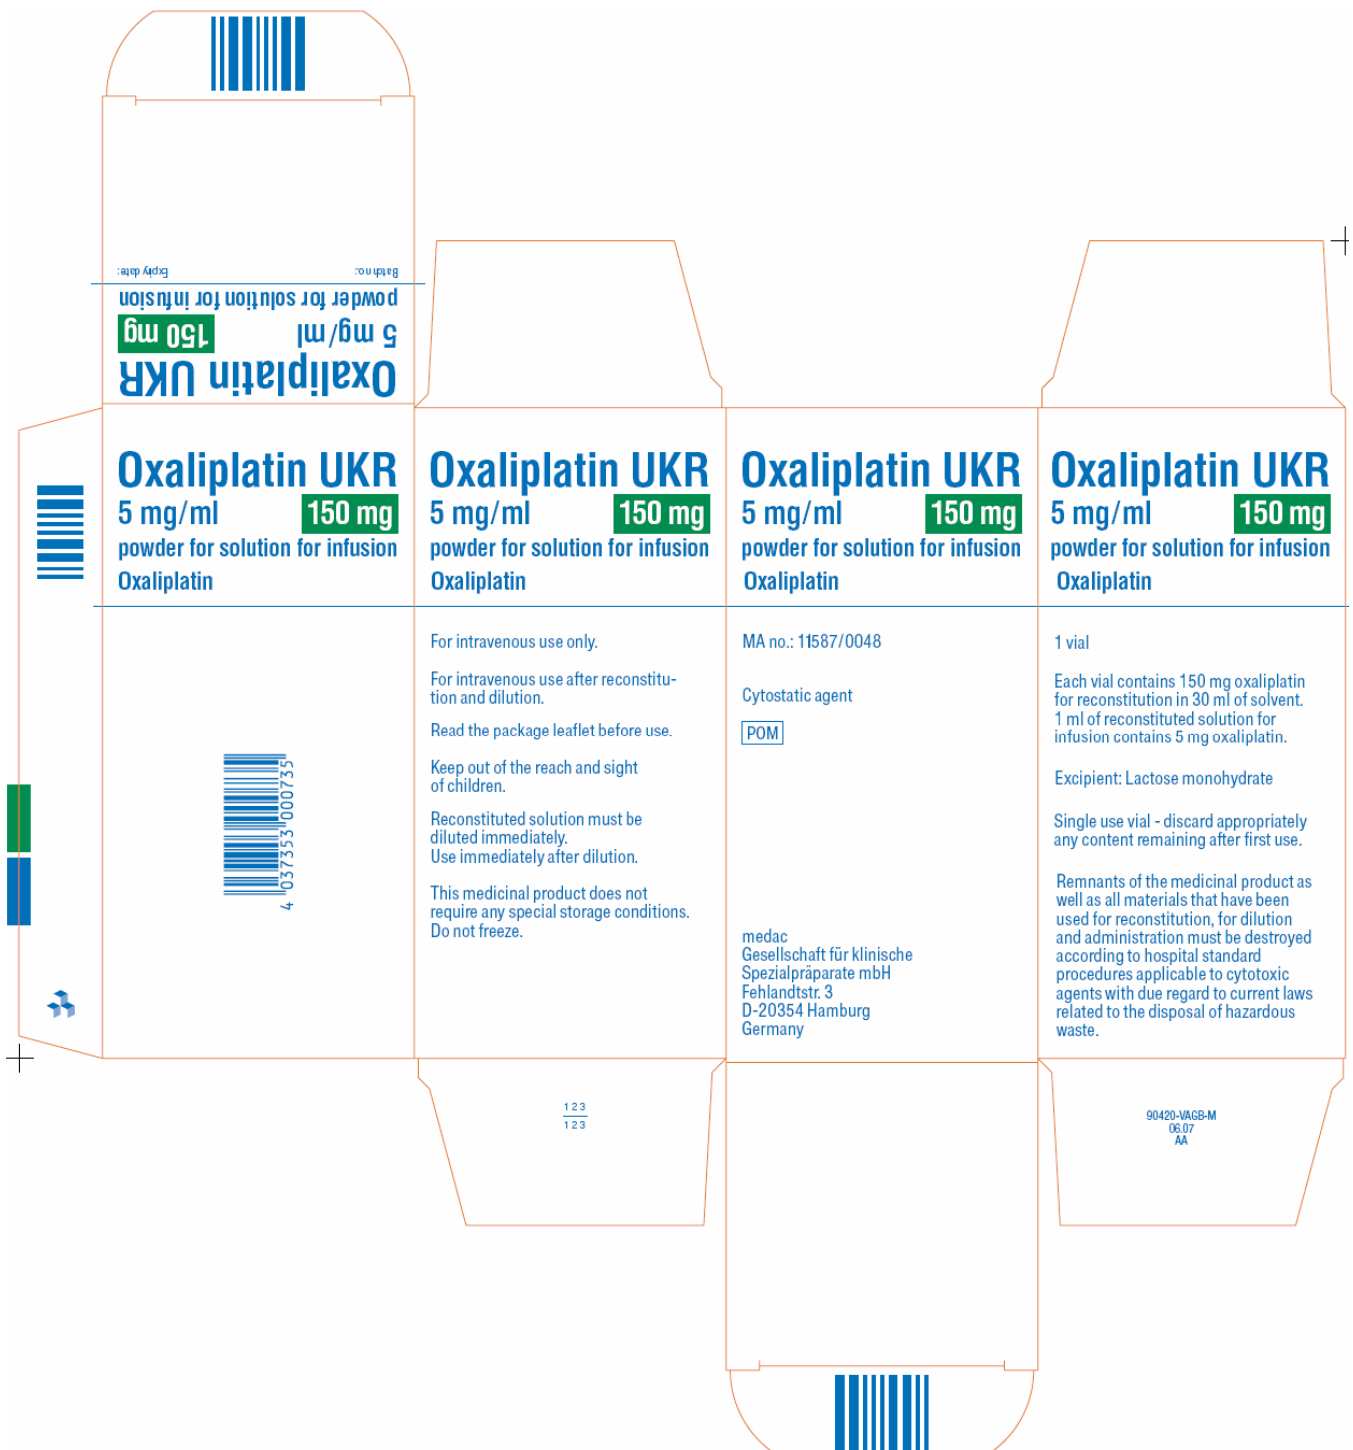 Batch no.:
Expiry date:
Oxaliplatin UKR
5 mg/ml
150 mg
powder for solution for infusion
Oxaliplatin UKR
5 mg/ml
150 mg
powder for solution for infusion
Oxaliplatin
4 037353 000735
Oxaliplatin UKR
5 mg/ml
150 mg
powder for solution for infusion
Oxaliplatin
For intravenous use only.
For intravenous use after reconstitu-
tion and dilution.
Read the package leaflet before use.
Keep out of the reach and sight
of children.
Reconstituted solution must be
diluted immediately.
Use immediately after dilution.
This medicinal product does not
require any special storage conditions.
Do not freeze.
123
123
Oxaliplatin UKR
5 mg/ml
150 mg
powder for solution for infusion
Oxaliplatin
MA no.: 11587/0048
Cytostatic agent
POM
medac
Gesellschaft für klinische
Spezialpräparate mbH
Fehlandtstr. 3
D-20354 Hamburg
Germany
Oxaliplatin UKR
5 mg/ml
150 mg
powder for solution for infusion
Oxaliplatin
1 vial
Each vial contains 150 mg oxaliplatin
for reconstitution in 30 ml of solvent.
1 ml of reconstituted solution for
infusion contains 5 mg oxaliplatin.
Excipient: Lactose monohydrate
Single use vial - discard appropriately
any content remaining after first use.
Remnants of the medicinal product as
well as all materials that have been
used for reconstitution, for dilution
and administration must be destroyed
according to hospital standard
procedures applicable to cytotoxic
agents with due regard to current laws
related to the disposal of hazardous
waste.
90420-VAGB-M
06.07
AA